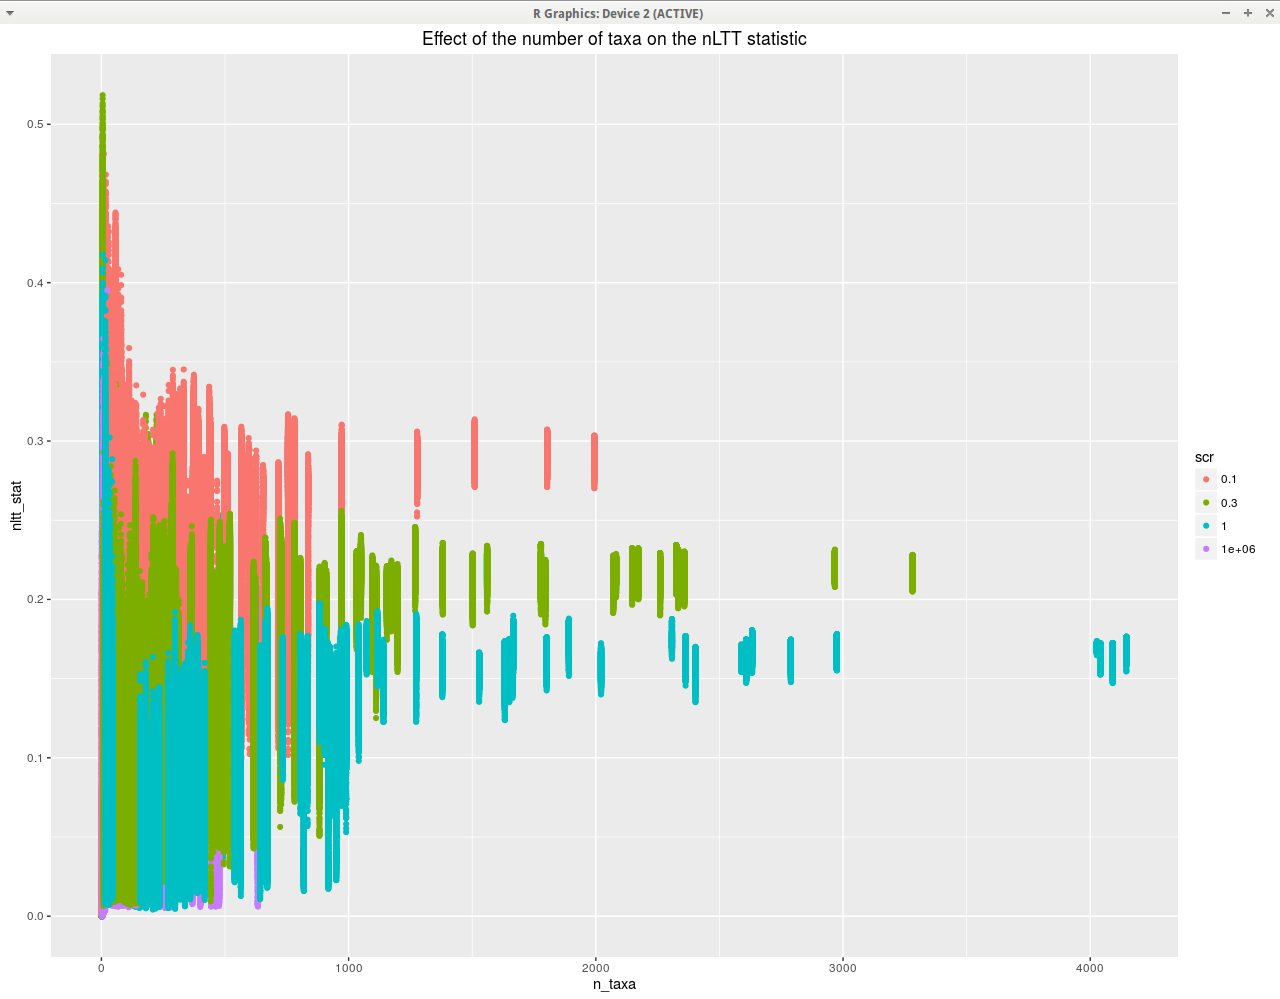 R Graphics: Device 2 (ACTIVE)
Effect of the number of taxa on the nLTT statistic
nltt_stat
0.5
0.4
0.3
0.2
0.1
0.0
0 1000 2000 3000 4000
n_taxa
scr
0.1
0.3
1
1e+06